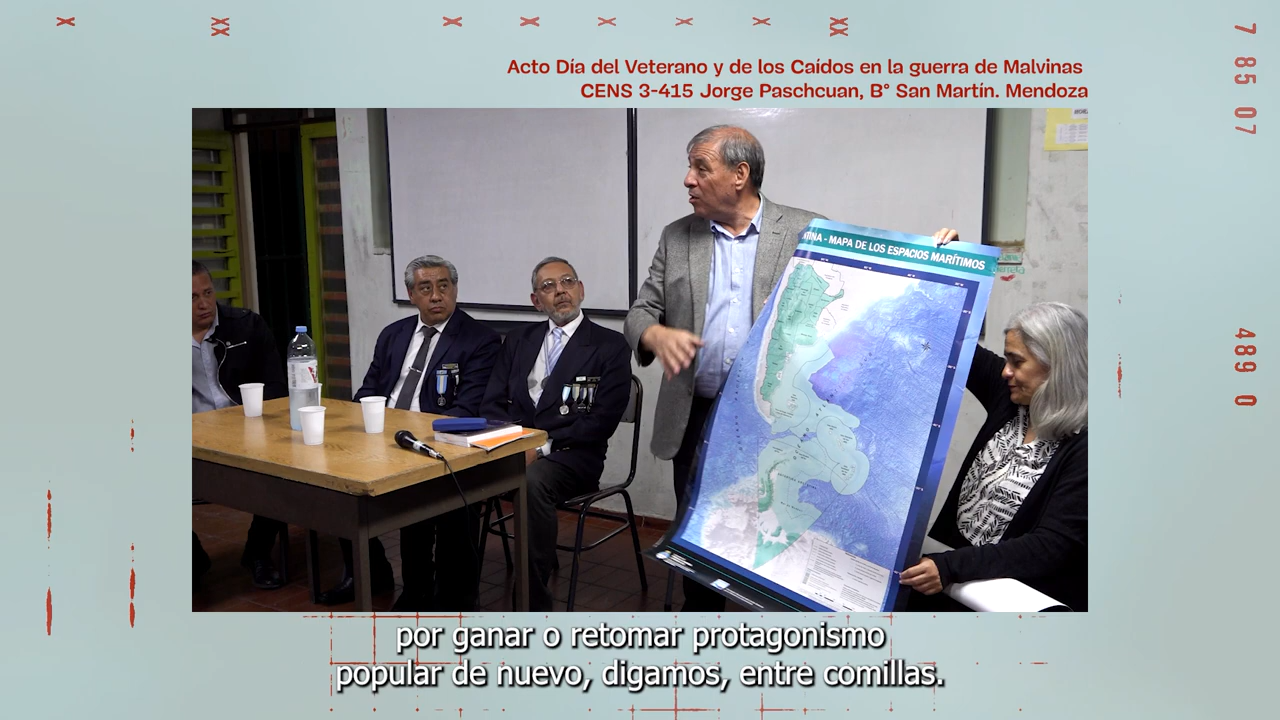 Acto Día del Veterano y de los Caídos en la guerra de Malvinas
CENS 3-415 Jorge Paschcuan, B° San Martín. Mendoza
7 85 07
489 0
TINA - MAPA DE LOS ESPACIOS MARÍTIMOS
por ganar o retomar protagonismo
popular de nuevo, digamos, entre comillas.